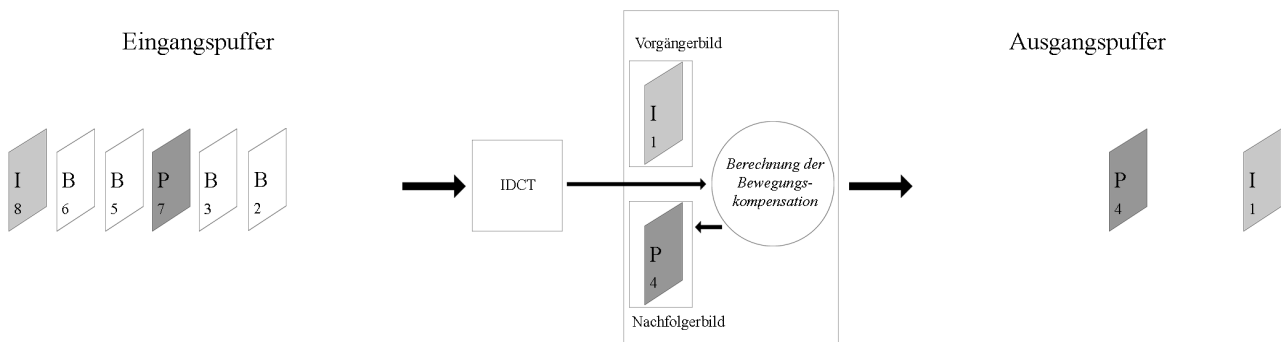 Eingangspuffer
I
8
B
6
B
5
P
7
B
3
B
2
IDCT
Vorgängerbild
I
1
Berechnung der
Bewegungs-
kompensation
P
4
Nachfolgerbild
Ausgangspuffer
P
4
I
1